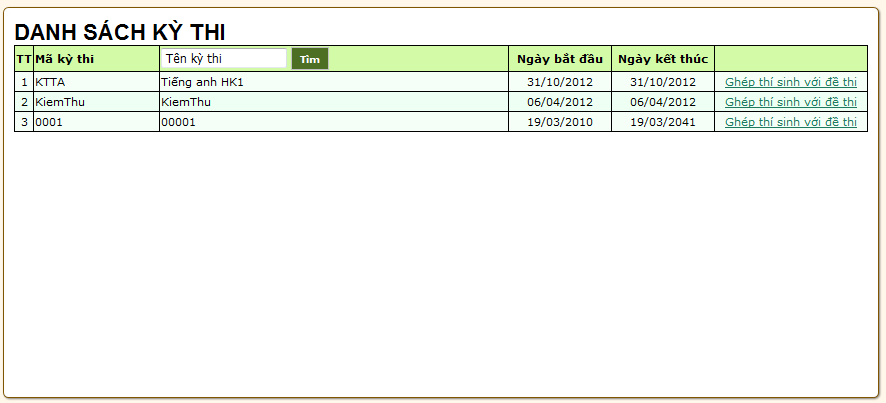 DANH SÁCH KỲ THI
TT Mã kỳ thi Tên kỳ thi Tìm Ngày bắt đầu Ngày kết thúc
1 KTTA Tiếng anh HK1 31/10/2012 31/10/2012 Ghép thí sinh với đề thi
2 KiemThu KiemThu 06/04/2012 06/04/2012 Ghép thí sinh với đề thi
3 0001 00001 19/03/2010 19/03/2041 Ghép thí sinh với đề thi